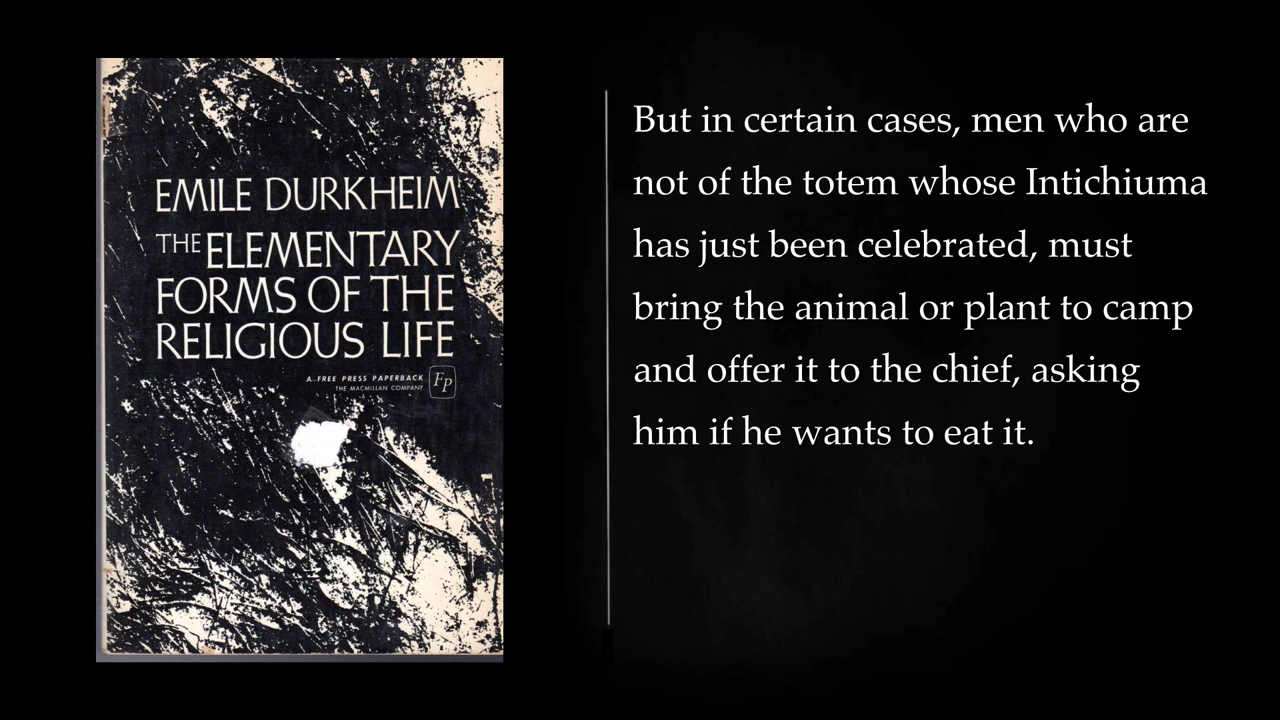 EMILE DURKHEIM
THE ELEMENTARY
FORMS OF THE
RELIGIOUS LIFE
A FREE PRESS PAPERBACK
THE MACMILLAN COMPANY
Fp
But in certain cases, men who are
not of the totem whose Intichiuma
has just been celebrated, must
bring the animal or plant to camp
and offer it to the chief, asking
him if he wants to eat it.